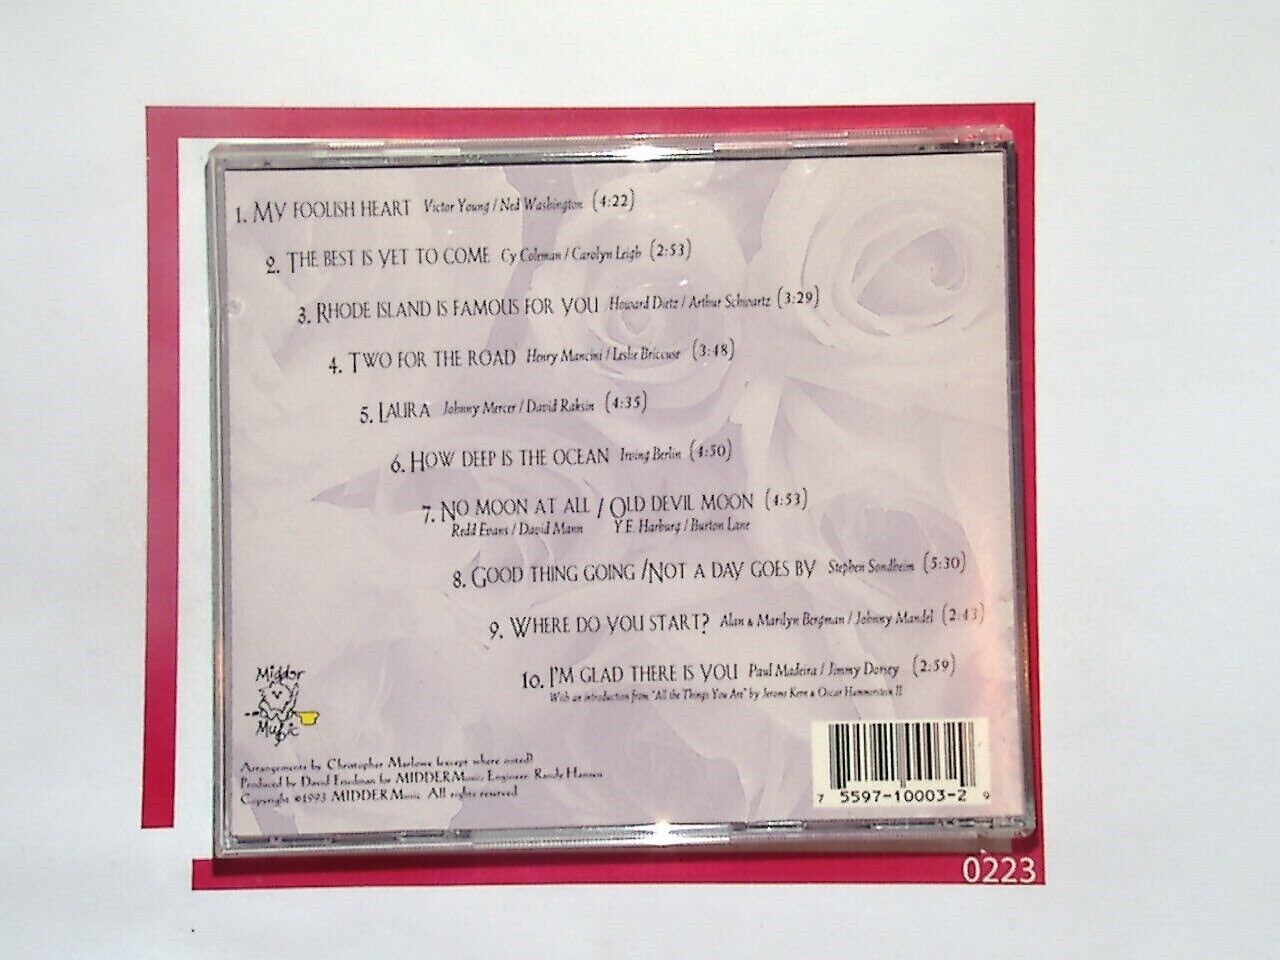 1. MY FOOLISH HEART Victor Young / Ned Washington (4:22)
2. THE BEST IS YET TO COME Cy Coleman / Carolyn Leigh (2:53)
3. RHODE ISLAND IS FAMOUS FOR YOU Howard Dietz / Arthur Schwartz (3:29)
4. TWO FOR THE ROAD Henry Mancini / Leslie Bricusse (3:48)
5. LAURA Johnny Mercer / David Raksin (4:35)
6. HOW DEEP IS THE OCEAN Irving Berlin (4:50)
7. NO MOON AT ALL / OLD DEVIL MOON (4:53)
Redd Evans / David Mann Y.E. Harburg / Burton Lane
8. GOOD THING GOING /NOT A DAY GOES BY Stephen Sondheim (5:30)
9. WHERE DO YOU START? Alan & Marilyn Bergman / Johnny Mandel (2:43)
10. I'M GLAD THERE IS YOU Paul Madeira / Jimmy Dorsey (2:59)
With an introduction from "All the Things You Are" by Jerome Kern & Oscar Hammerstein II
Midder
Music
Arrangements by Christopher Marlowe (except where noted)
Produced by David Friedman for MIDDERMusic Engineer: Randy Hansen
Copyright ©1993 MIDDERMusic All rights reserved
7 5597-10003-2 9
0223